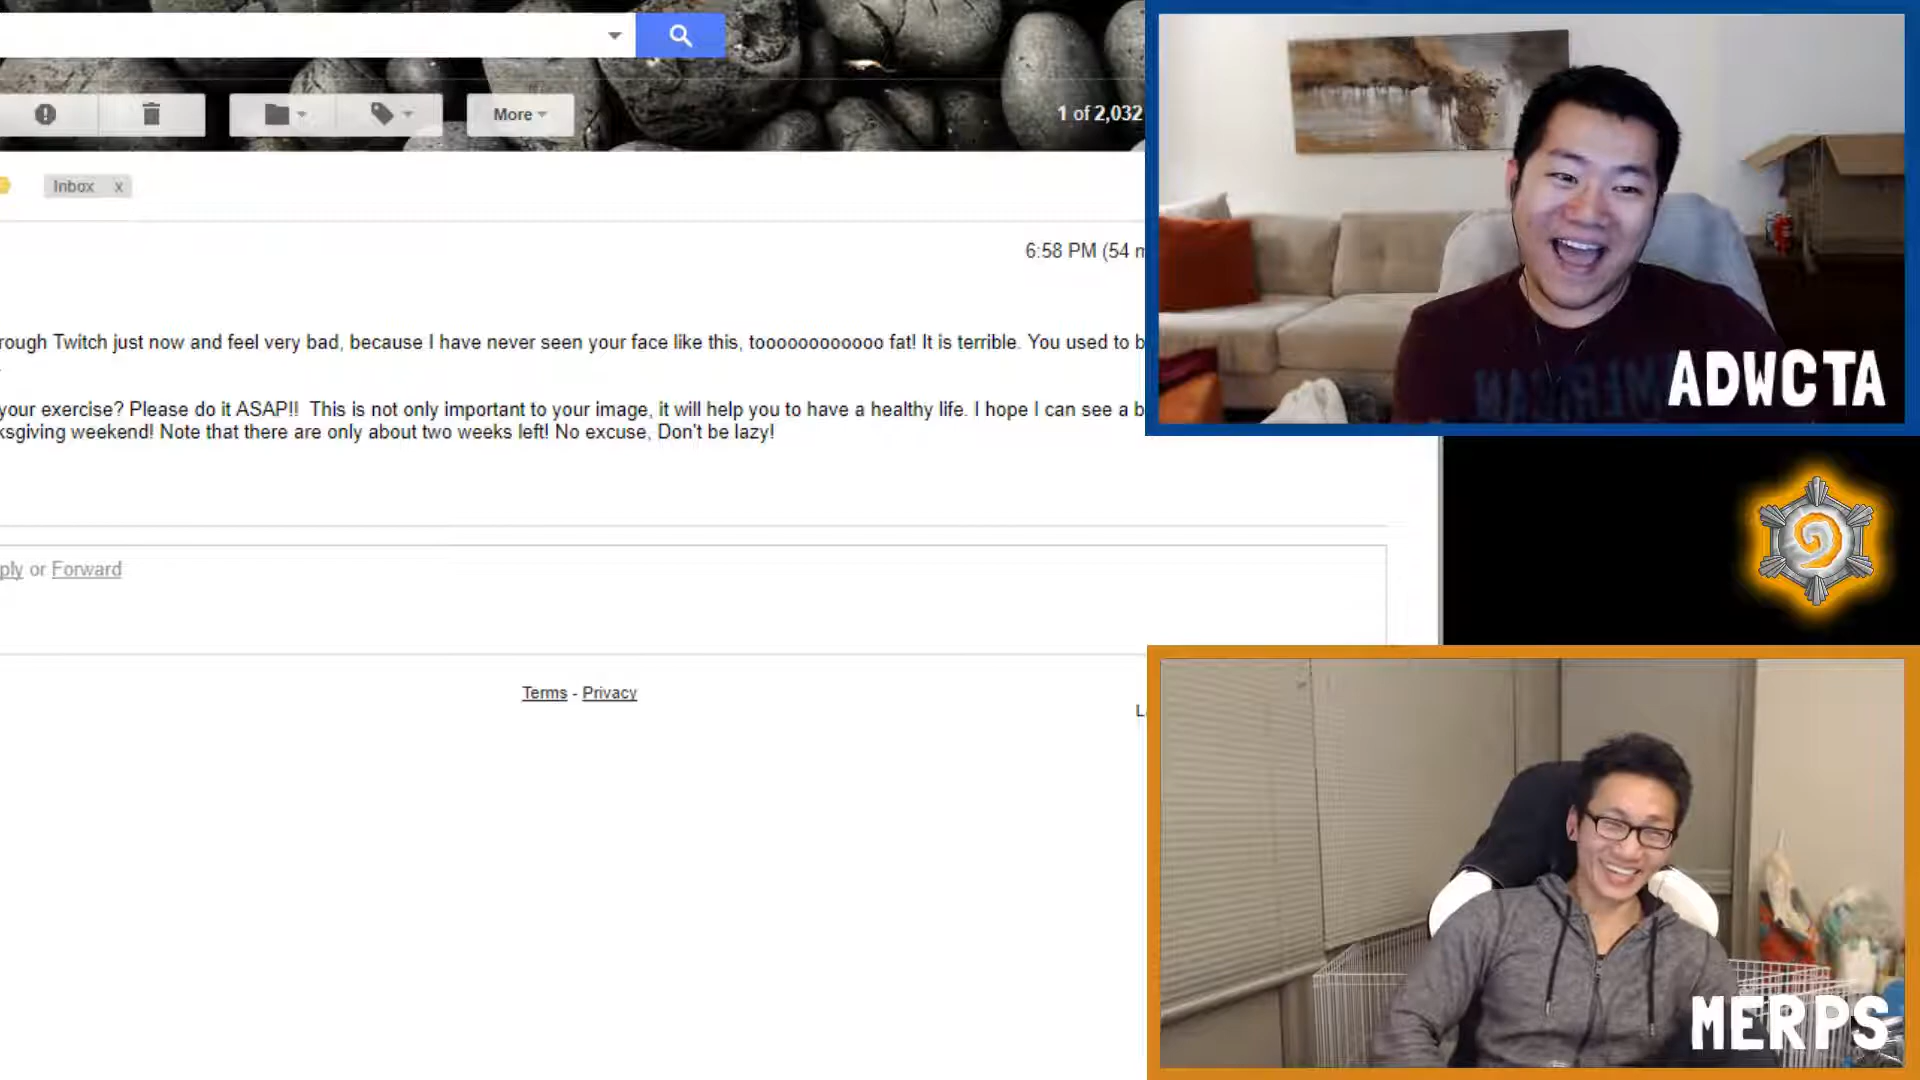 More
1 of 2,032
Inbox x
6:58 PM (54 m
rough Twitch just now and feel very bad, because I have never seen your face like this, toooooooooooo fat! It is terrible. You used to b
your exercise? Please do it ASAP!! This is not only important to your image, it will help you to have a healthy life. I hope I can see a b
ksgiving weekend! Note that there are only about two weeks left! No excuse, Don't be lazy!
ply or Forward
Terms - Privacy
ADWCTA
MERPS